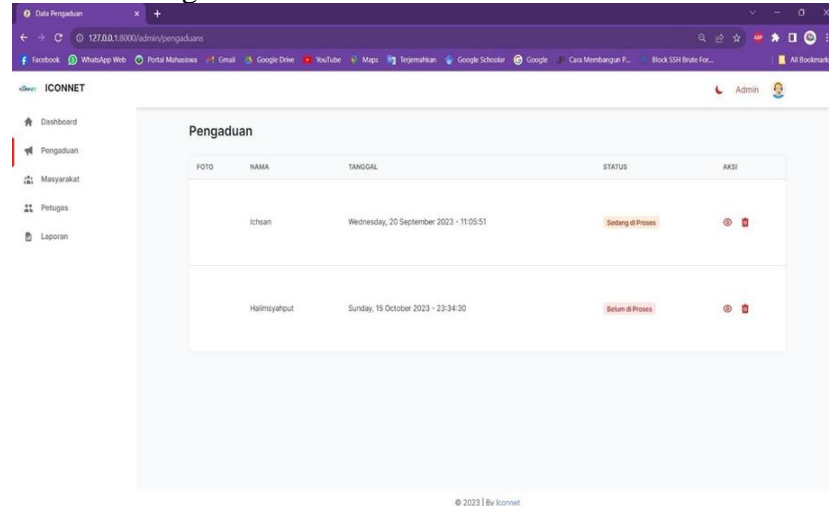 Data Pengaduan
127.0.0.1:8000/admin/pengaduans
Facebook WhatsApp Web Portal Mahasiswa Gmail Google Drive YouTube Maps Terjemahkan Google Schoolar Google Cara Membangun F... Block SSH Brute For... All Bookmarks
ICONNET Admin
Dashboard
Pengaduan
Masyarakat
Petugas
Laporan
Pengaduan
FOTO NAMA TANGGAL STATUS AKSI
Ichsan Wednesday, 20 September 2023 - 11:05:51 Sedang di Proses
Halimsyahput Sunday, 15 October 2023 - 23:34:30 Belum di Proses
© 2023 | By Iconnet